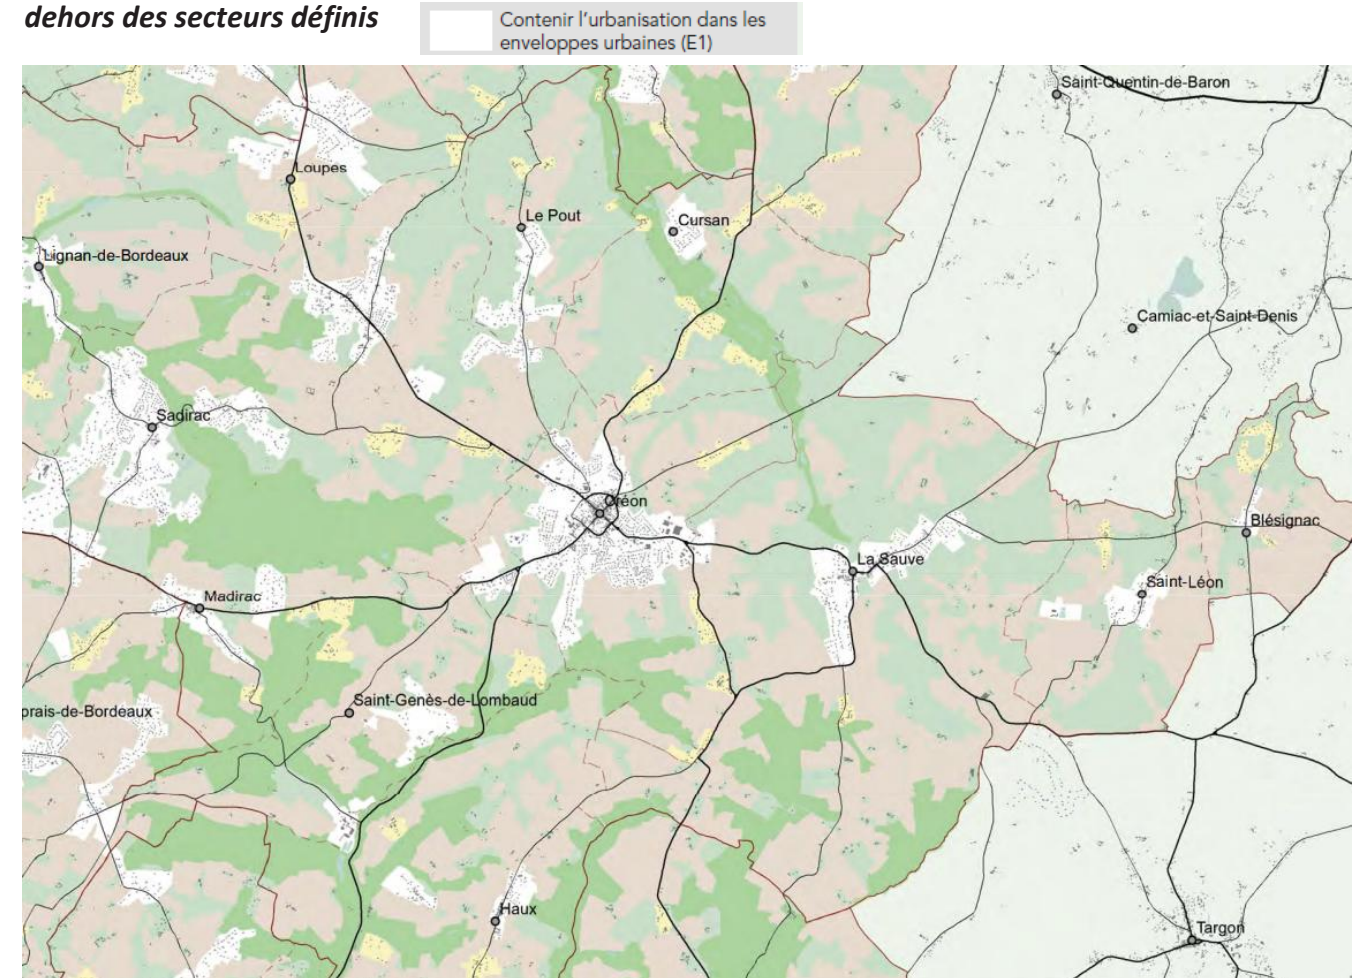 dehors des secteurs définis
Contenir l'urbanisation dans les
enveloppes urbaines (E1)
Saint-Quentin-de-Baron
Loupes
Le Pout
Cursan
Lignan-de-Bordeaux
Camiac-et-Saint-Denis
Sadirac
Créon
Blésignac
La Sauve
Saint-Léon
Madirac
Saint-Genès-de-Lombaud
prais-de-Bordeaux
Haux
Targon